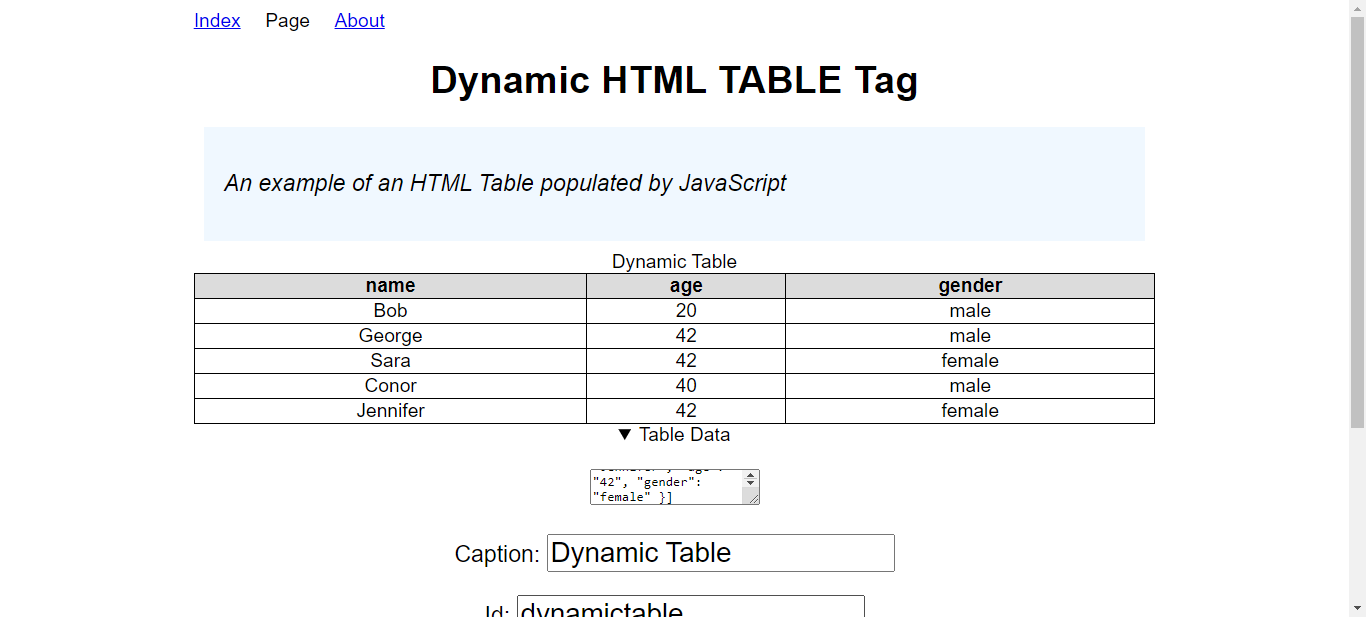 Index Page About
Dynamic HTML TABLE Tag
An example of an HTML Table populated by JavaScript
Dynamic Table
name age gender
Bob 20 male
George 42 male
Sara 42 female
Conor 40 male
Jennifer 42 female
▼ Table Data
"42", "gender":
"female" }]
Caption: Dynamic Table
Id: dynamictable